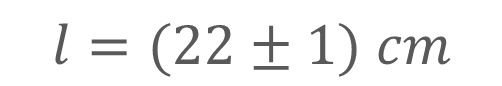 l = (22 ± 1) cm